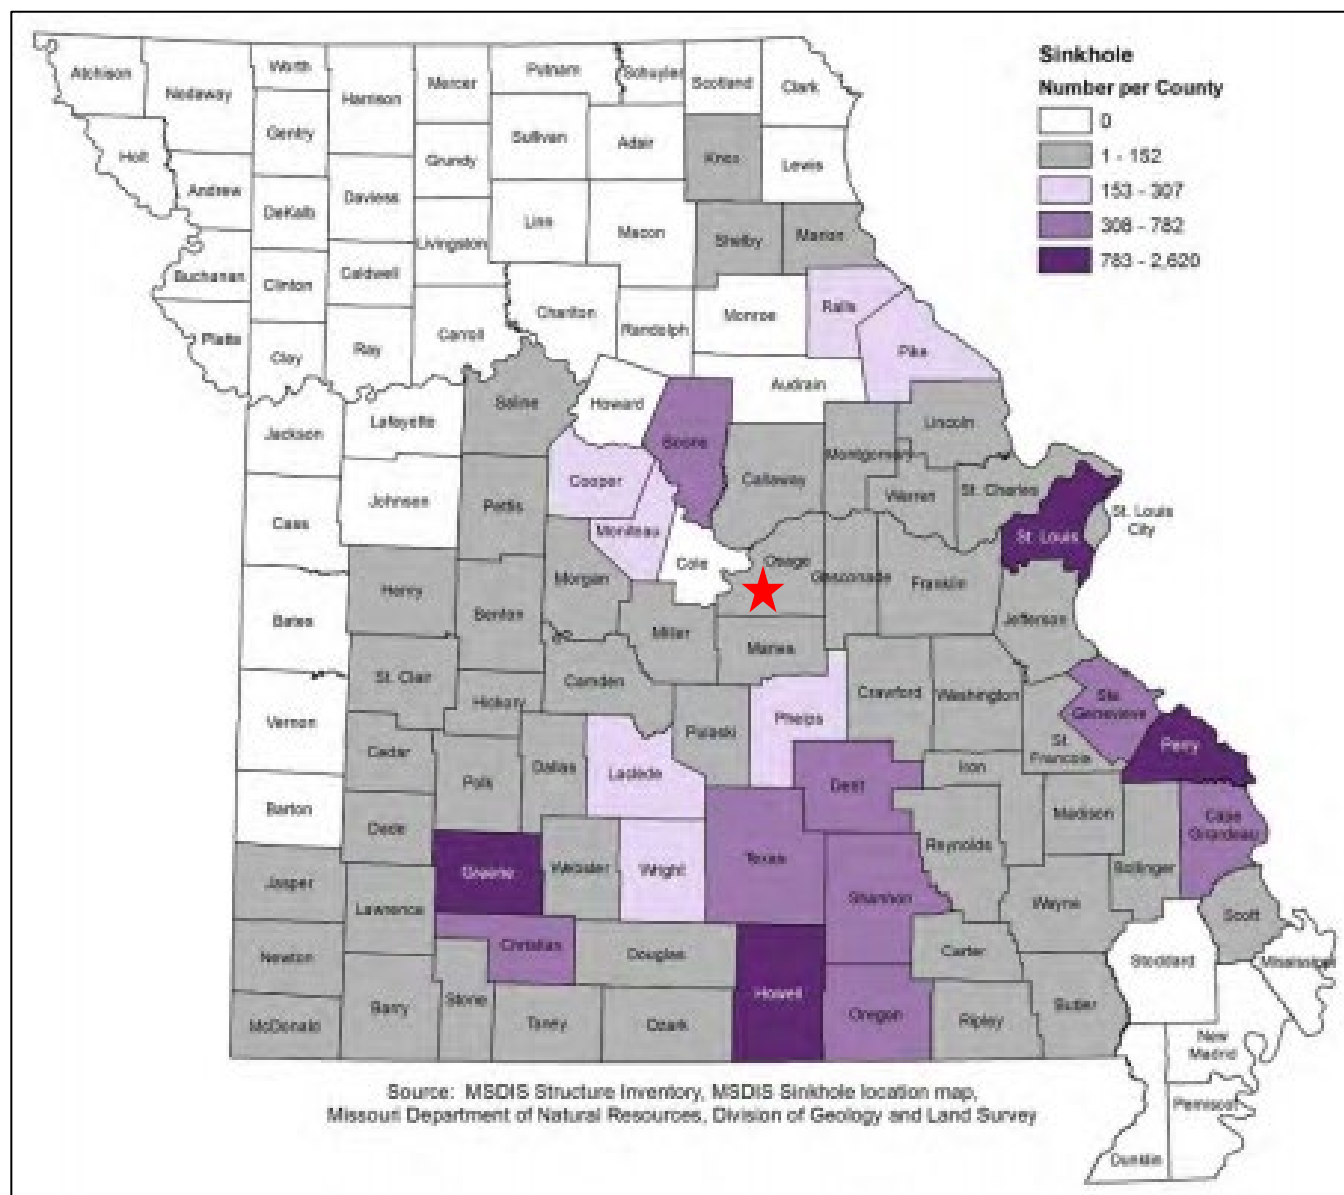 Sinkhole
Number per County
0
1 - 152
153 - 307
308 - 782
783 - 2,620
Atchison
Nodaway
Worth
Harrison
Mercer
Putnam
Schuyler
Scotland
Clark
Holt
Andrew
Gentry
DeKalb
Daviess
Grundy
Sullivan
Adair
Knox
Lewis
Buchanan
Clinton
Caldwell
Livingston
Linn
Macon
Shelby
Marion
Platte
Clay
Ray
Carroll
Chariton
Randolph
Monroe
Ralls
Pike
Jackson
Lafayette
Saline
Howard
Boone
Audrain
Callaway
Montgomery
Lincoln
Warren
St. Charles
St. Louis
St. Louis
City
Cass
Johnson
Pettis
Cooper
Moniteau
Cole
Osage
Gasconade
Franklin
Jefferson
Bates
Henry
Benton
Morgan
Miller
Maries
Vernon
St. Clair
Hickory
Camden
Pulaski
Phelps
Crawford
Washington
St.
Francois
Ste.
Genevieve
Perry
Barton
Cedar
Polk
Dallas
Laclede
Texas
Dent
Iron
Reynolds
Madison
Bollinger
Cape
Girardeau
Jasper
Dade
Greene
Webster
Wright
Shannon
Wayne
Scott
Newton
Lawrence
Christian
Douglas
Howell
Carter
Stoddard
Mississippi
McDonald
Barry
Stone
Taney
Ozark
Oregon
Ripley
Butler
New
Madrid
Pemiscot
Dunklin
Source: MSDIS Structure Inventory, MSDIS Sinkhole location map,
Missouri Department of Natural Resources, Division of Geology and Land Survey